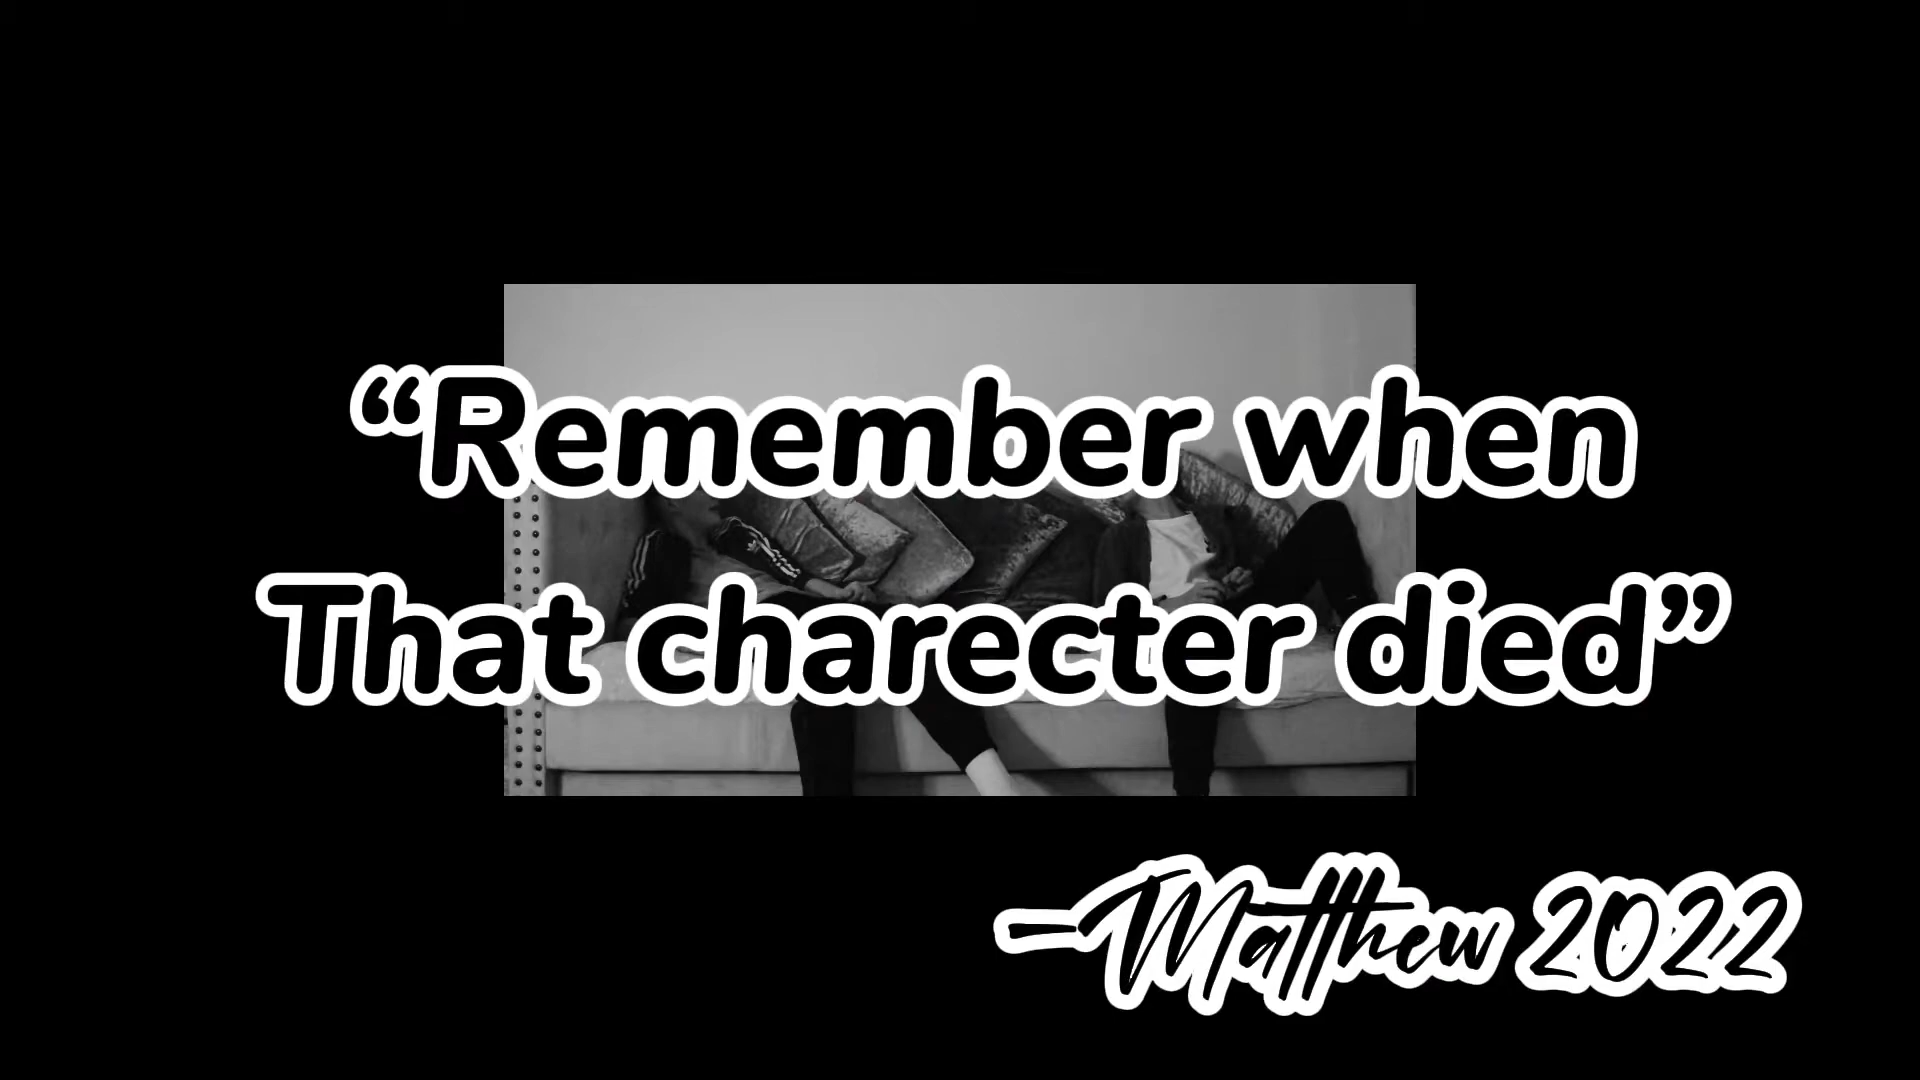 “Remember when
That charecter died”
-Matthew 2022